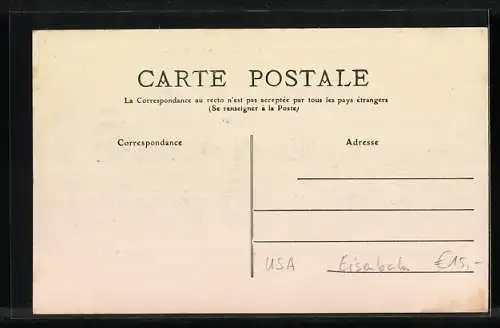 CARTE POSTALE
La Correspondance au recto n'est pas acceptée par tous les pays étrangers
(Se renseigner à la Poste)
Correspondance Adresse
USA Eisenbahn €15,-